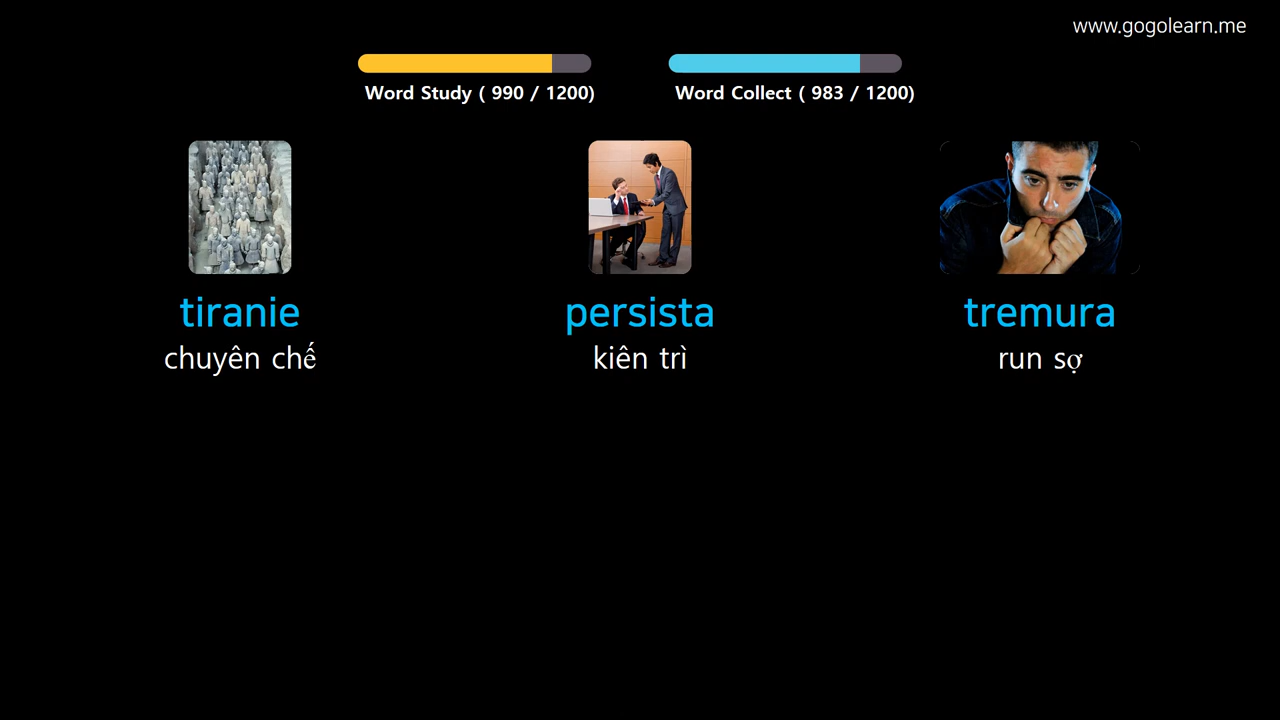 www.gogolearn.me
Word Study ( 990 / 1200)
Word Collect ( 983 / 1200)
tiranie
chuyên chế
persista
kiên trì
tremura
run sợ